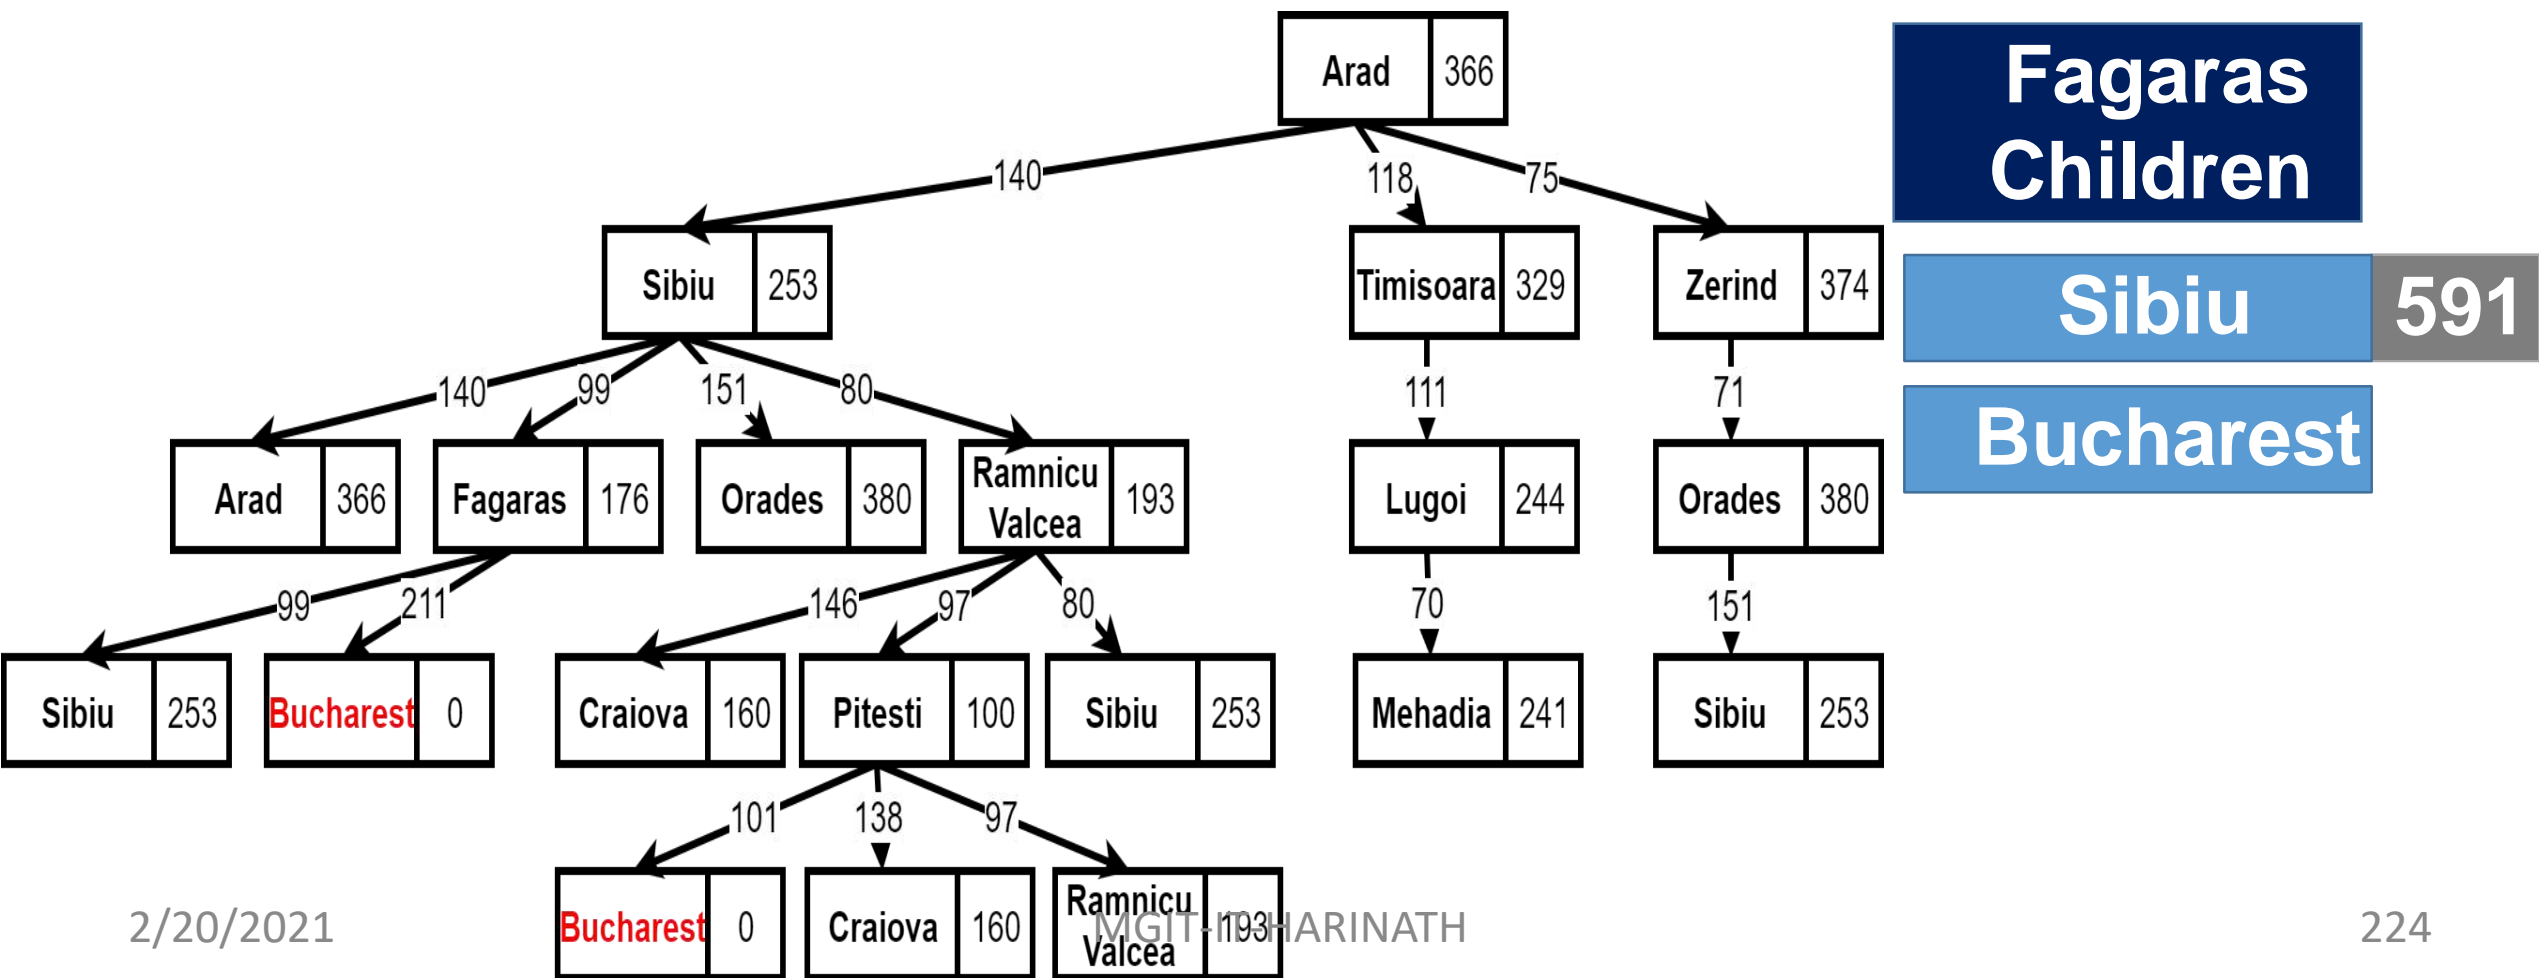 Arad 366
Fagaras
Children
140 118 75
Sibiu 253
Timisoara 329
Zerind 374
Sibiu 591
140 99 151 80 111 71
Bucharest
Arad 366
Fagaras 176
Orades 380
Ramnicu
Valcea
193
Lugoi 244
Orades 380
99 211 146 97 80 70 151
Sibiu 253
Bucharest 0
Craiova 160
Pitesti 100
Sibiu 253
Mehadia 241
Sibiu 253
101 138 97
Bucharest 0
Craiova 160
Ramnicu
Valcea
193
2/20/2021
MGIT-IT-HARINATH
224